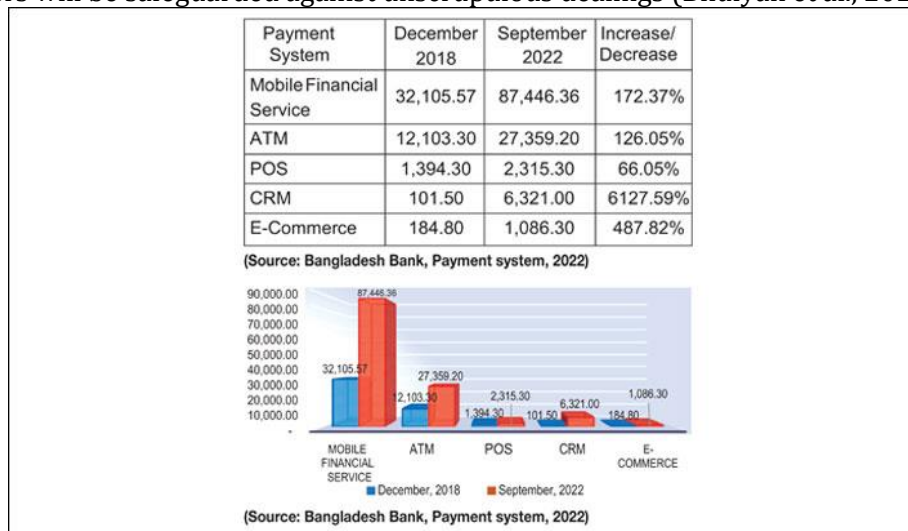 Payment System December 2018 September 2022 Increase/ Decrease
Mobile Financial Service 32,105.57 87,446.36 172.37%
ATM 12,103.30 27,359.20 126.05%
POS 1,394.30 2,315.30 66.05%
CRM 101.50 6,321.00 6127.59%
E-Commerce 184.80 1,086.30 487.82%
(Source: Bangladesh Bank, Payment system, 2022)
90,000.00
80,000.00
70,000.00
60,000.00
50,000.00
40,000.00
30,000.00
20,000.00
10,000.00
-
87,446.36
32,105.57
27,359.20
12,103.30
1,394.30
2,315.30
101.50
6,321.00
184.80
1,086.30
MOBILE FINANCIAL SERVICE
ATM
POS
CRM
E-COMMERCE
December, 2018 September, 2022
(Source: Bangladesh Bank, Payment system, 2022)